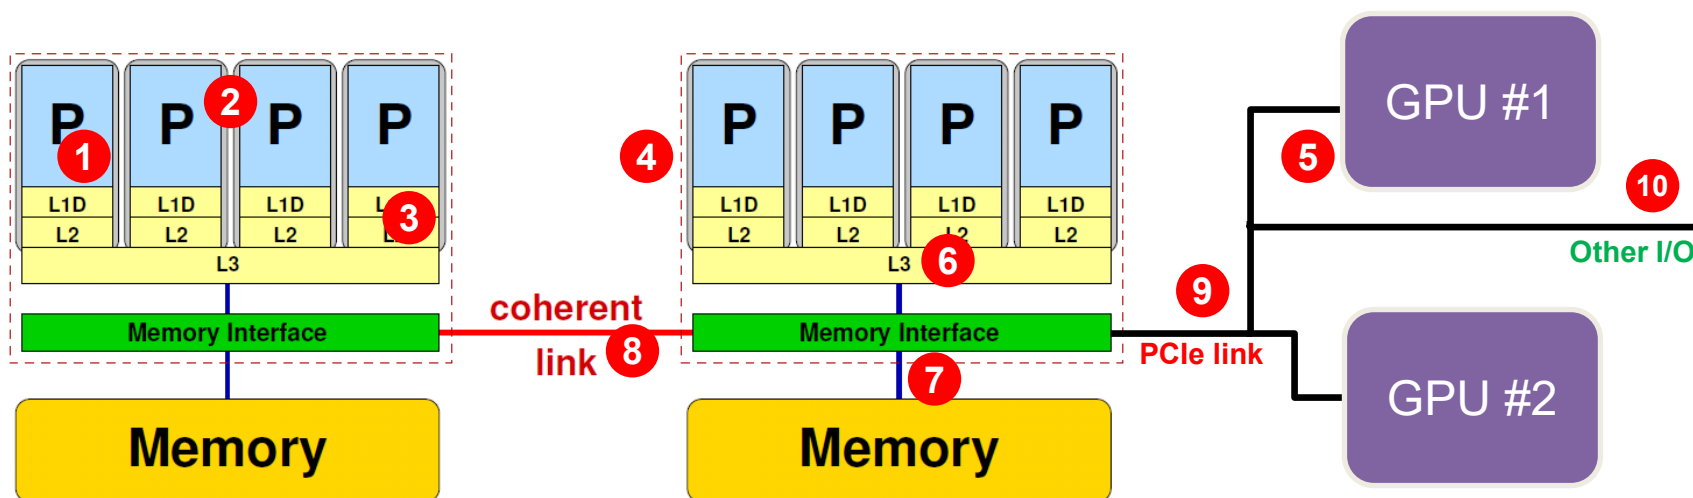 P P P P
1
2
L1D L1D L1D
L2 L2 L2
3
L3
Memory Interface
Memory
coherent
link
8
4
P P P P
L1D L1D L1D L1D
L2 L2 L2 L2
L3
6
Memory Interface
7
Memory
9
PCIe link
5
GPU #1
10
Other I/O
GPU #2